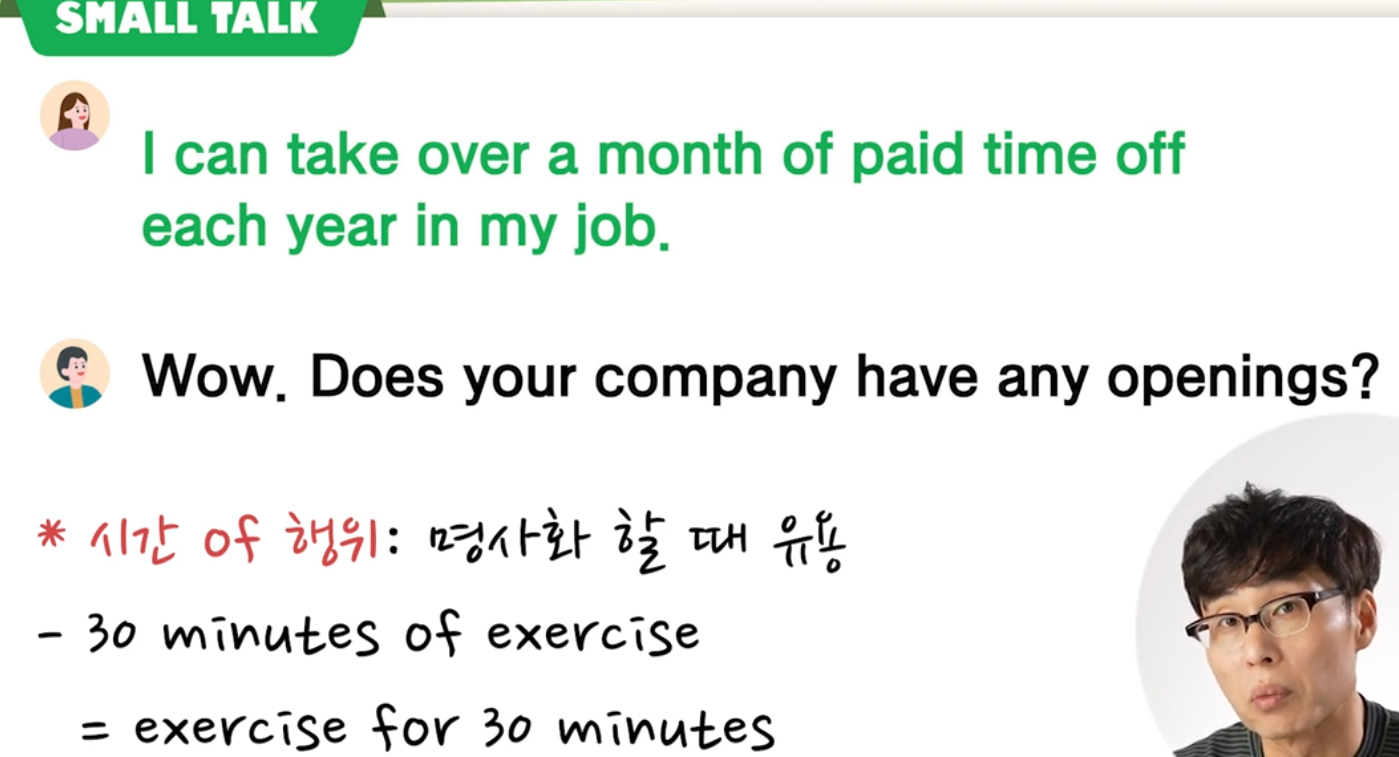 SMALL TALK
I can take over a month of paid time off
each year in my job.
Wow. Does your company have any openings?
* 시간 of 행위: 명사화 할 때 유용
- 30 minutes of exercise
= exercise for 30 minutes